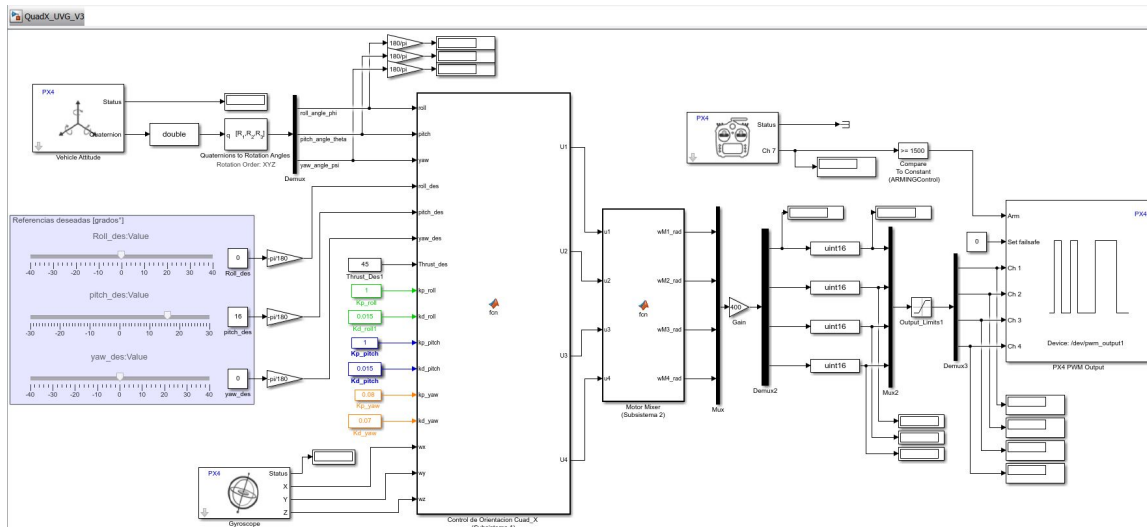 QuadX_UVG_V3
180/pi
180/pi
180/pi
PX4
Status
Quaternion
Vehicle Attitude
double
q [R1,R2,R3]
Quaternions to Rotation Angles
Rotation Order: XYZ
Demux
roll_angle_phi
pitch_angle_theta
yaw_angle_psi
Referencias deseadas [grados°]
Roll_des:Value
-40 -30 -20 -10 0 10 20 30 40
pitch_des:Value
-30 -20 -10 0 10 20 30
yaw_des:Value
-40 -30 -20 -10 0 10 20 30 40
0
Roll_des
-pi/180
16
pitch_des
-pi/180
0
yaw_des
-pi/180
45
Thrust_Des1
1
Kp_roll
0.015
Kd_roll1
1
Kp_pitch
0.015
Kd_pitch
0.08
Kp_yaw
0.07
Kd_yaw
PX4
Status
X
Y
Z
Gyroscope
roll
pitch
yaw
roll_des
pitch_des
yaw_des
Thrust_des
kp_roll
kd_roll
kp_pitch
kd_pitch
kp_yaw
kd_yaw
wx
wy
wz
fcn
U1
U2
U3
U4
Control de Orientacion Cuad_X
(Subsistema 1)
u1
u2
u3
u4
fcn
wM1_rad
wM2_rad
wM3_rad
wM4_rad
Motor Mixer
(Subsistema 2)
Mux
400
Gain
Demux2
uint16
uint16
uint16
uint16
Mux2
Output_Limits1
Demux3
PX4
Status
Ch 7
>= 1500
Compare
To Constant
(ARMINGControl)
0
PX4
Arm
Set failsafe
Ch 1
Ch 2
Ch 3
Ch 4
Device: /dev/pwm_output1
PX4 PWM Output